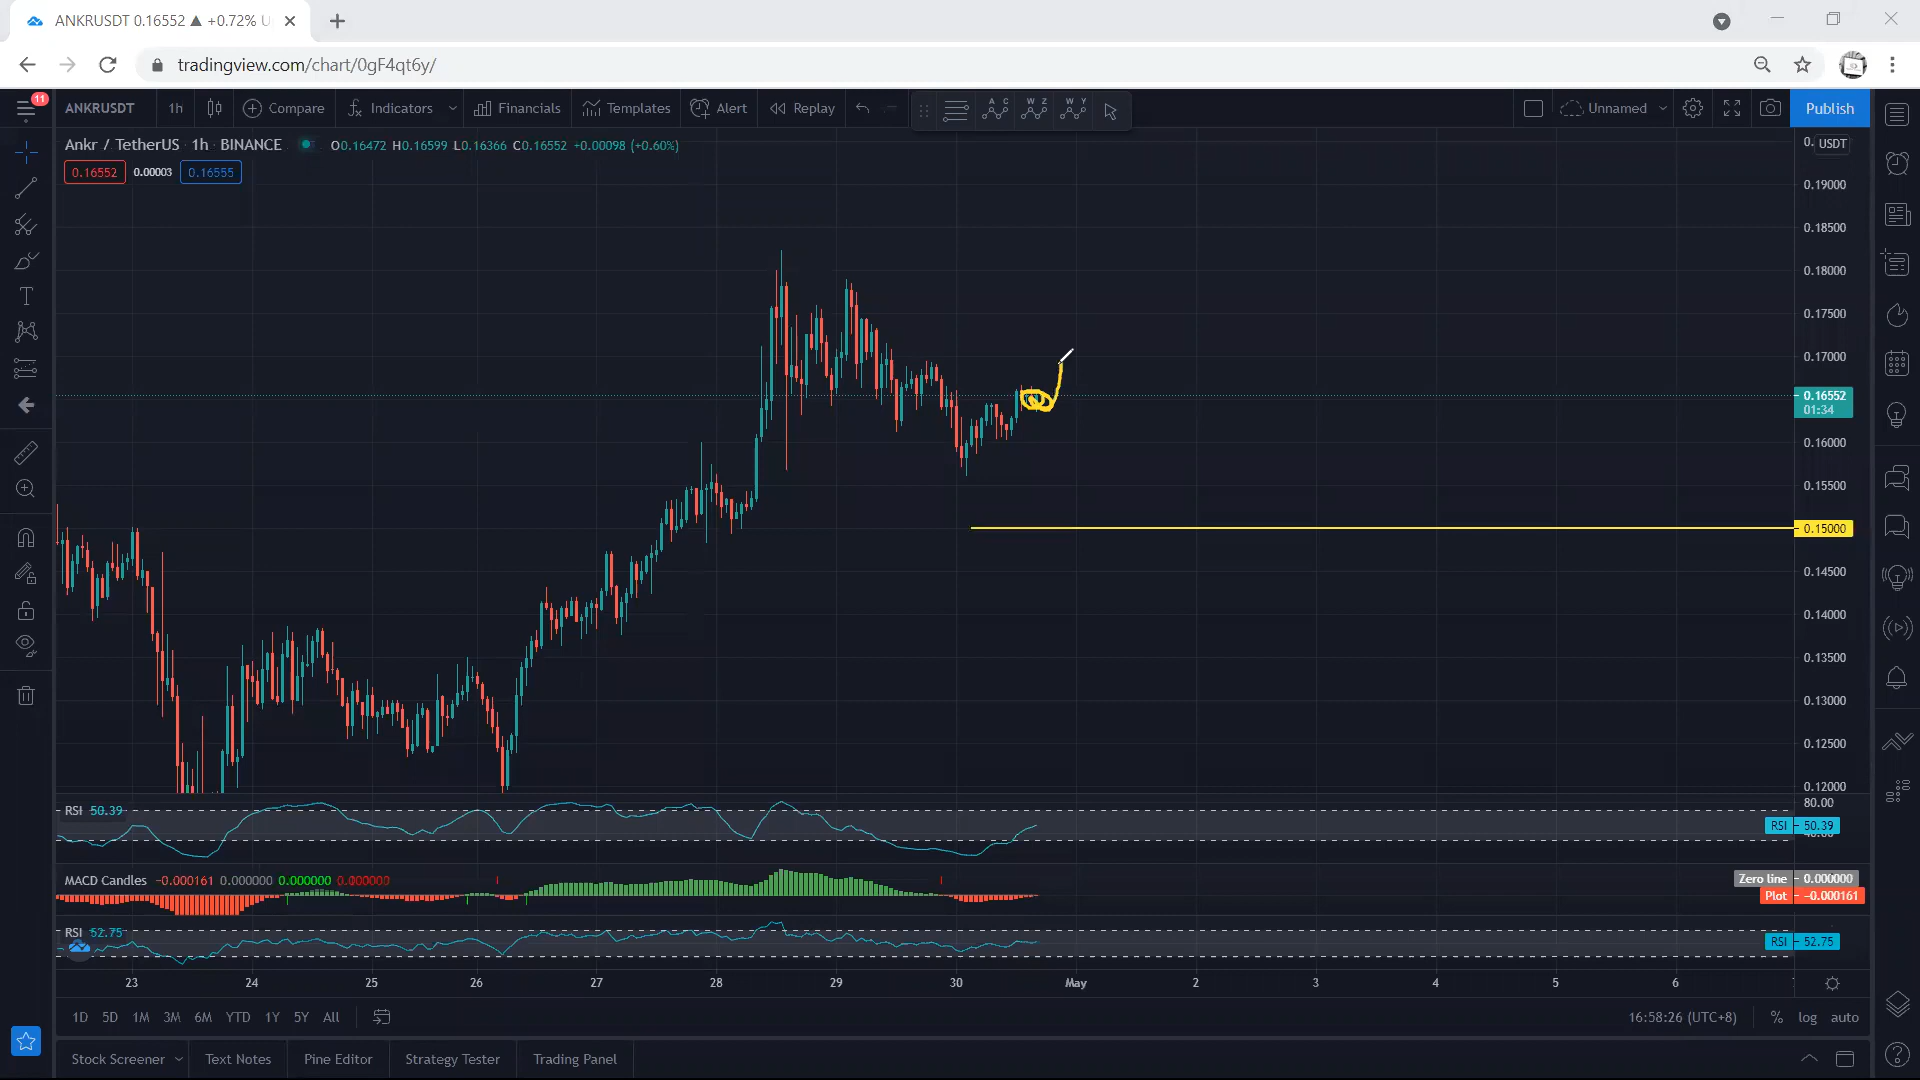 ANKRUSDT 0.16552 ▲ +0.72% U
tradingview.com/chart/0gF4qt6y/
11
ANKRUSDT 1h Compare Indicators Financials Templates Alert Replay A C W Z W Y Unnamed Publish
Ankr / TetherUS 1h BINANCE O0.16472 H0.16599 L0.16366 C0.16552 +0.00098 (+0.60%)
0.16552 0.00003 0.16555
0. USDT
0.19000
0.18500
0.18000
0.17500
0.17000
0.16552
01:34
0.16000
0.15500
0.15000
0.14500
0.14000
0.13500
0.13000
0.12500
0.12000
80.00
RSI 50.39
RSI 50.39
MACD Candles −0.000161 0.000000 0.000000 0.000000
Zero line 0.000000
Plot −0.000161
RSI 52.75
RSI 52.75
23 24 25 26 27 28 29 30 May 2 3 4 5 6
1D 5D 1M 3M 6M YTD 1Y 5Y All 16:58:26 (UTC+8) % log auto
Stock Screener Text Notes Pine Editor Strategy Tester Trading Panel